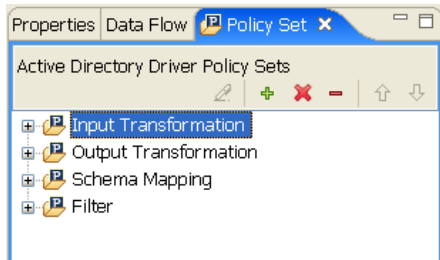 Properties Data Flow Policy Set
Active Directory Driver Policy Sets
Input Transformation
Output Transformation
Schema Mapping
Filter